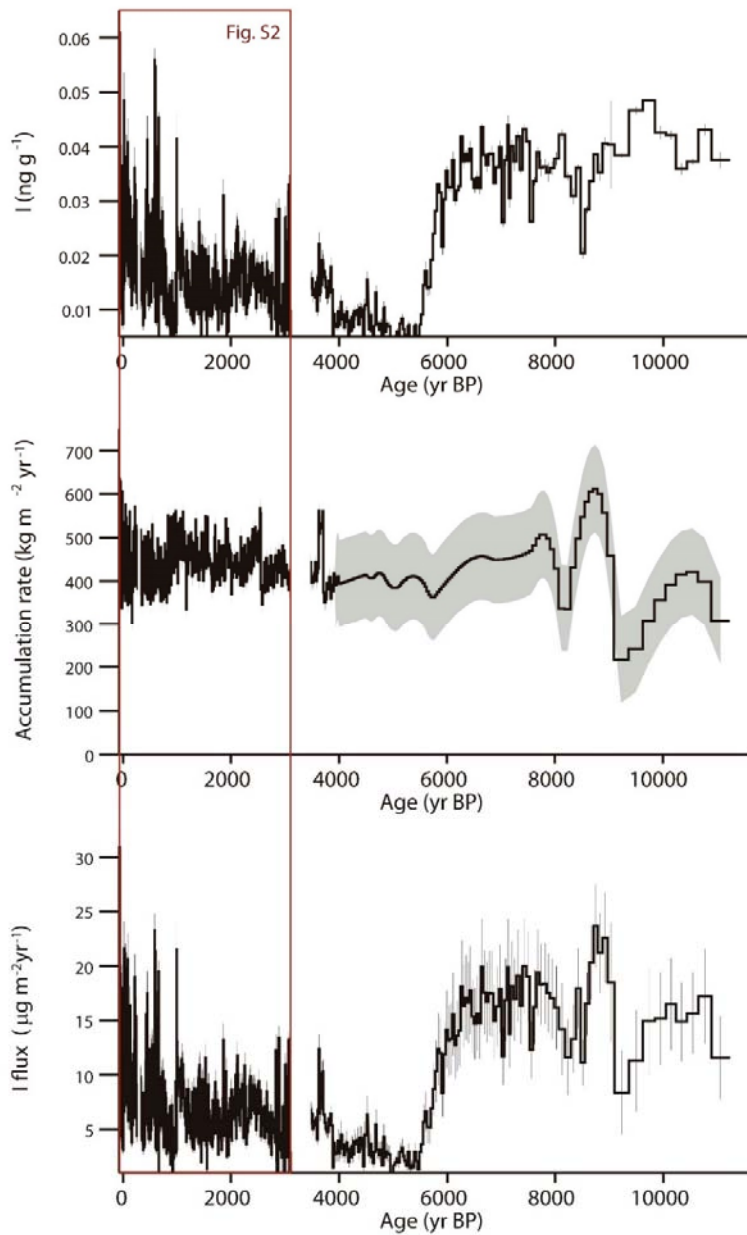 Fig. S2
I (ng g⁻¹)
0.06
0.05
0.04
0.03
0.02
0.01
0 2000 4000 6000 8000 10000
Age (yr BP)
Accumulation rate (kg m ⁻² yr⁻¹)
700
600
500
400
300
200
100
0
0 2000 4000 6000 8000 10000
Age (yr BP)
I flux ( μg m⁻²yr⁻¹)
30
25
20
15
10
5
0 2000 4000 6000 8000 10000
Age (yr BP)